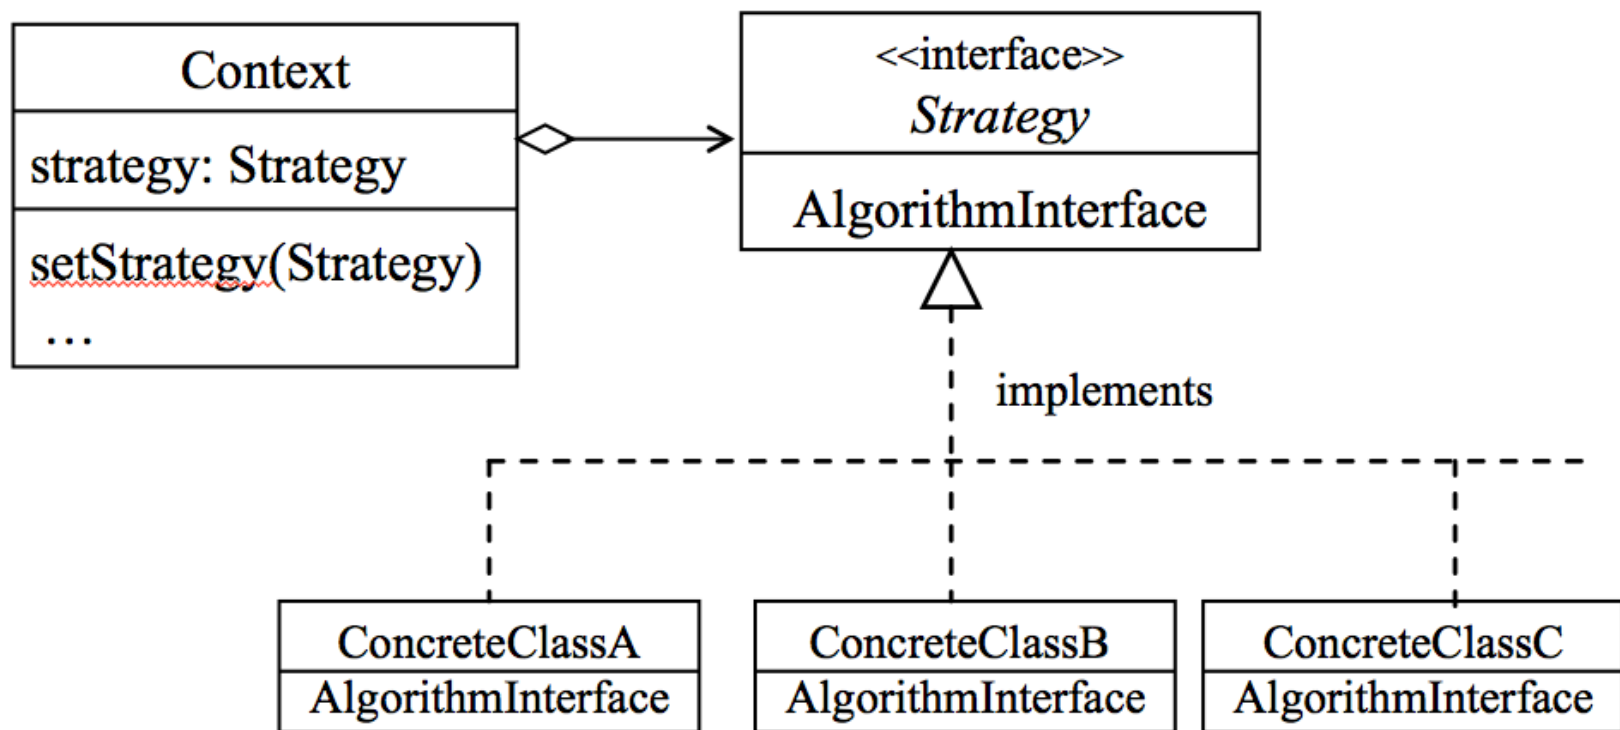 Context
strategy: Strategy
setStrategy(Strategy)
…
<<interface>>
Strategy
AlgorithmInterface
implements
ConcreteClassA
AlgorithmInterface
ConcreteClassB
AlgorithmInterface
ConcreteClassC
AlgorithmInterface